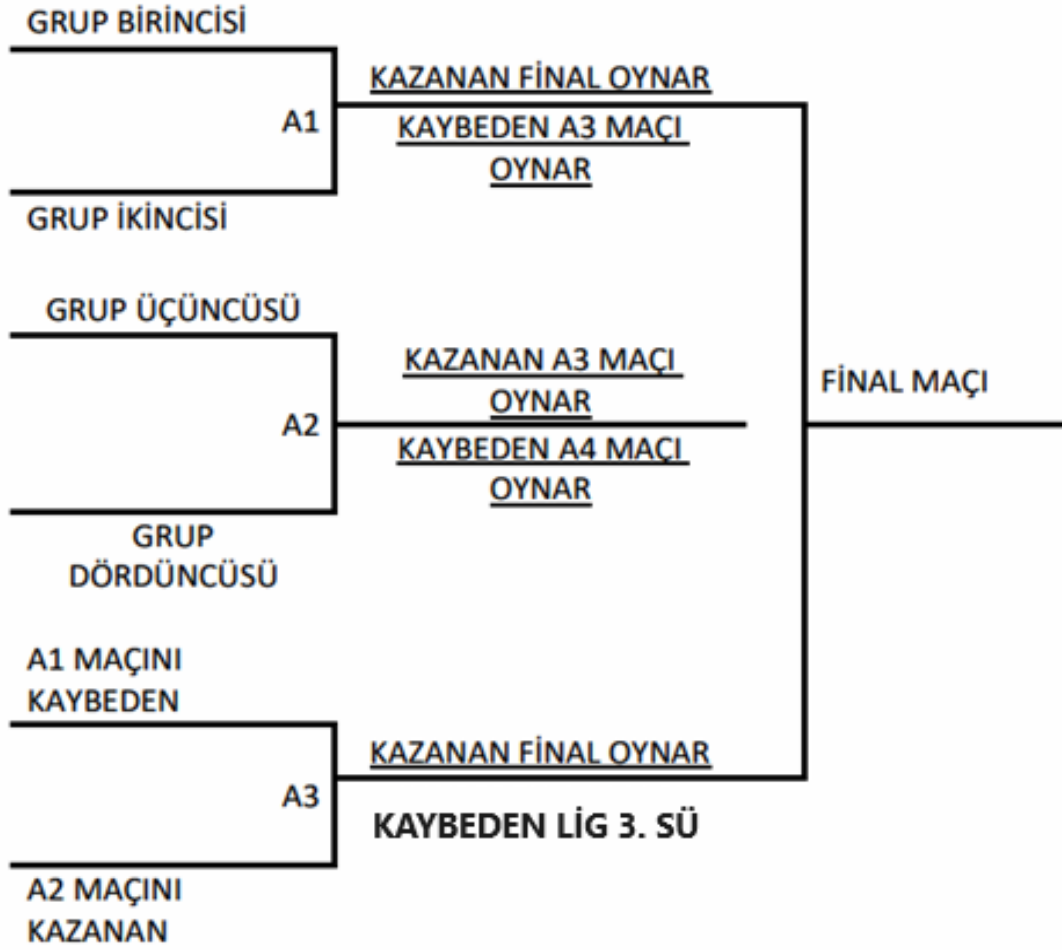 GRUP BİRİNCİSİ
KAZANAN FİNAL OYNAR
A1
KAYBEDEN A3 MAÇI
OYNAR
GRUP İKİNCİSİ
GRUP ÜÇÜNCÜSÜ
KAZANAN A3 MAÇI
OYNAR
A2
KAYBEDEN A4 MAÇI
OYNAR
FİNAL MAÇI
GRUP
DÖRDÜNCÜSÜ
A1 MAÇINI
KAYBEDEN
KAZANAN FİNAL OYNAR
A3
KAYBEDEN LİG 3. SÜ
A2 MAÇINI
KAZANAN